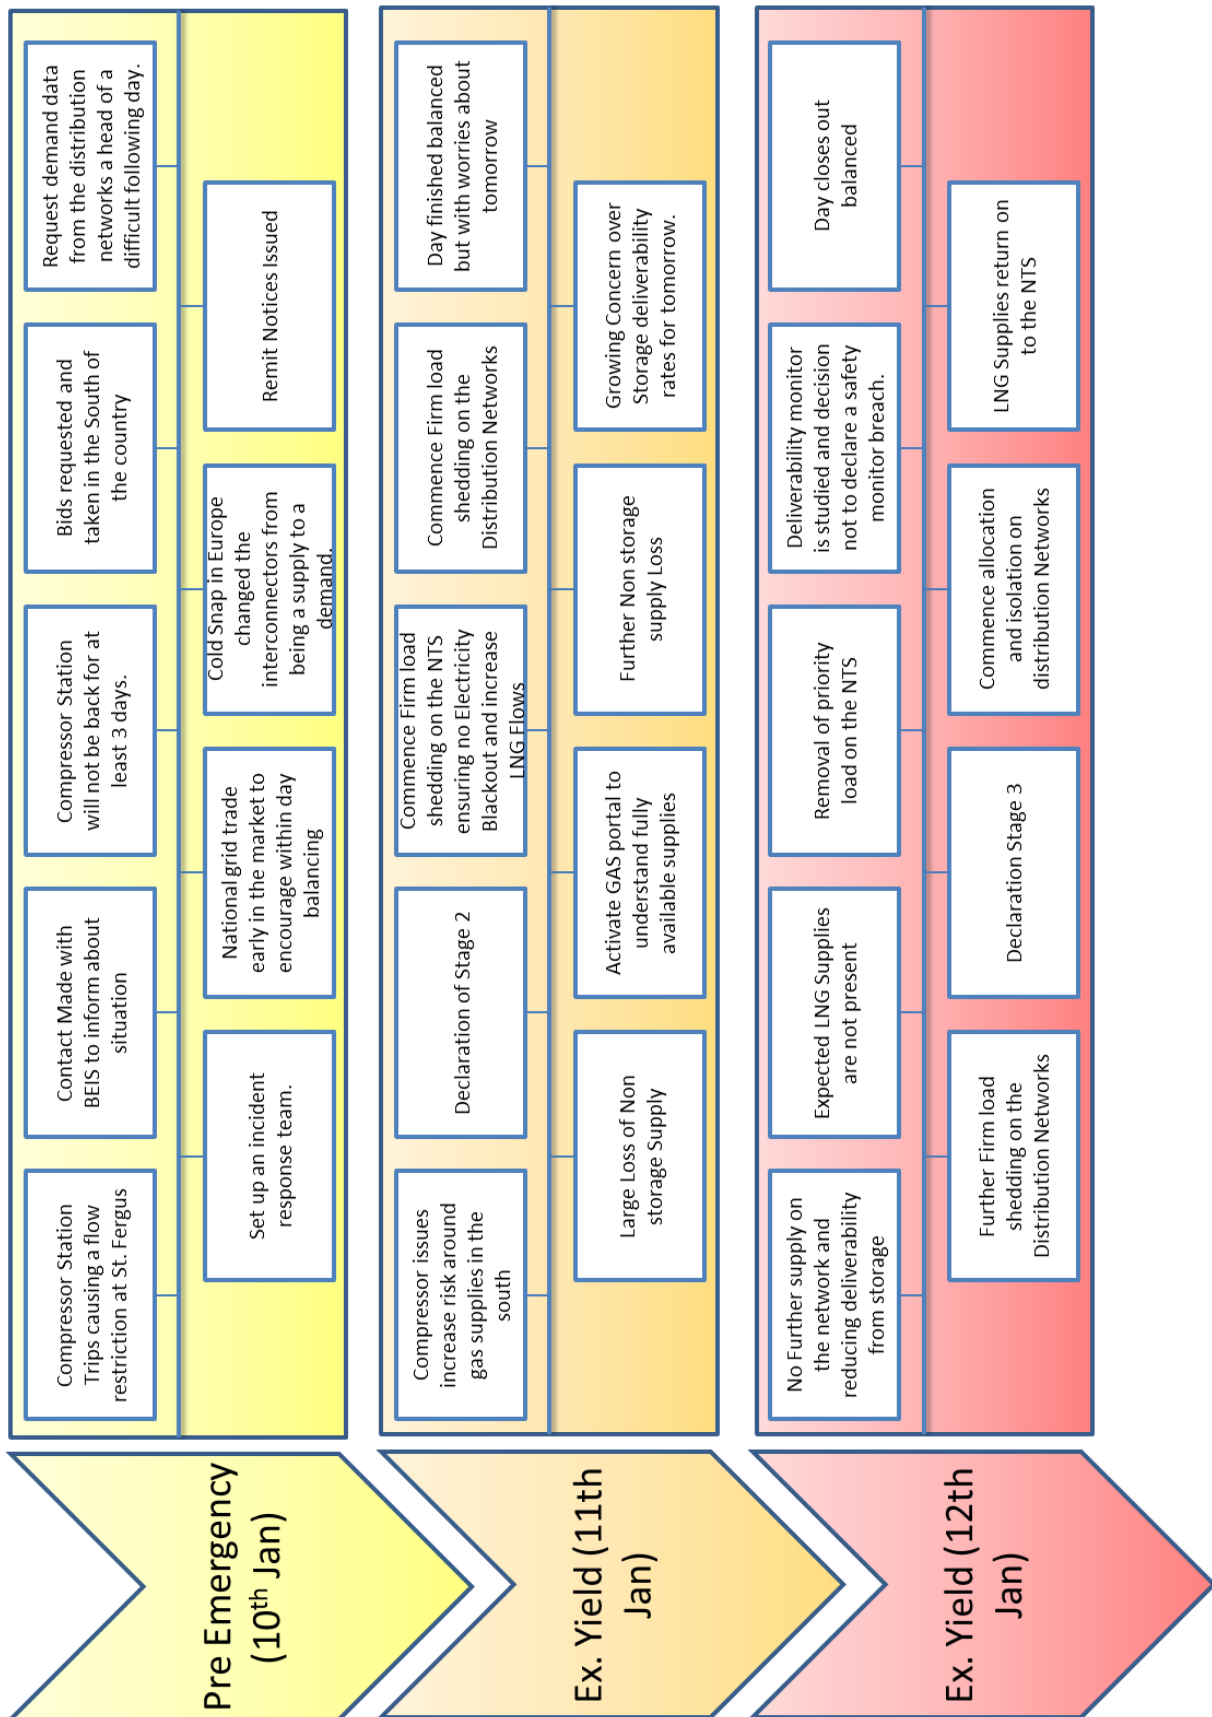 Pre Emergency
(10th Jan)
Compressor Station
Trips causing a flow
restriction at St. Fergus
Contact Made with
BEIS to inform about
situation
Compressor Station
will not be back for at
least 3 days.
Bids requested and
taken in the South of
the country
Request demand data
from the distribution
networks a head of a
difficult following day.
Set up an incident
response team.
National grid trade
early in the market to
encourage within day
balancing
Cold Snap in Europe
changed the
interconnectors from
being a supply to a
demand.
Remit Notices Issued
Ex. Yield (11th
Jan)
Compressor issues
increase risk around
gas supplies in the
south
Declaration of Stage 2
Commence Firm load
shedding on the NTS
ensuring no Electricity
Blackout and increase
LNG Flows
Commence Firm load
shedding on the
Distribution Networks
Day finished balanced
but with worries about
tomorrow
Large Loss of Non
storage Supply
Activate GAS portal to
understand fully
available supplies
Further Non storage
supply Loss
Growing Concern over
Storage deliverability
rates for tomorrow.
Ex. Yield (12th
Jan)
No Further supply on
the network and
reducing deliverability
from storage
Expected LNG Supplies
are not present
Removal of priority
load on the NTS
Deliverability monitor
is studied and decision
not to declare a safety
monitor breach.
Day closes out
balanced
Further Firm load
shedding on the
Distribution Networks
Declaration Stage 3
Commence allocation
and isolation on
distribution Networks
LNG Supplies return on
to the NTS